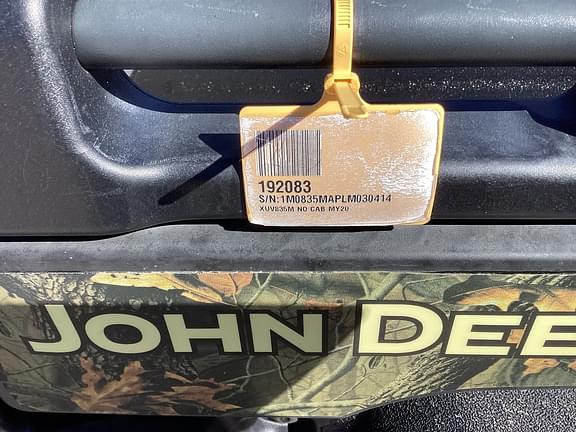 192083
S/N:1M0835MAPLM030414
XUV835M NO CAB MY20
JOHN DEE